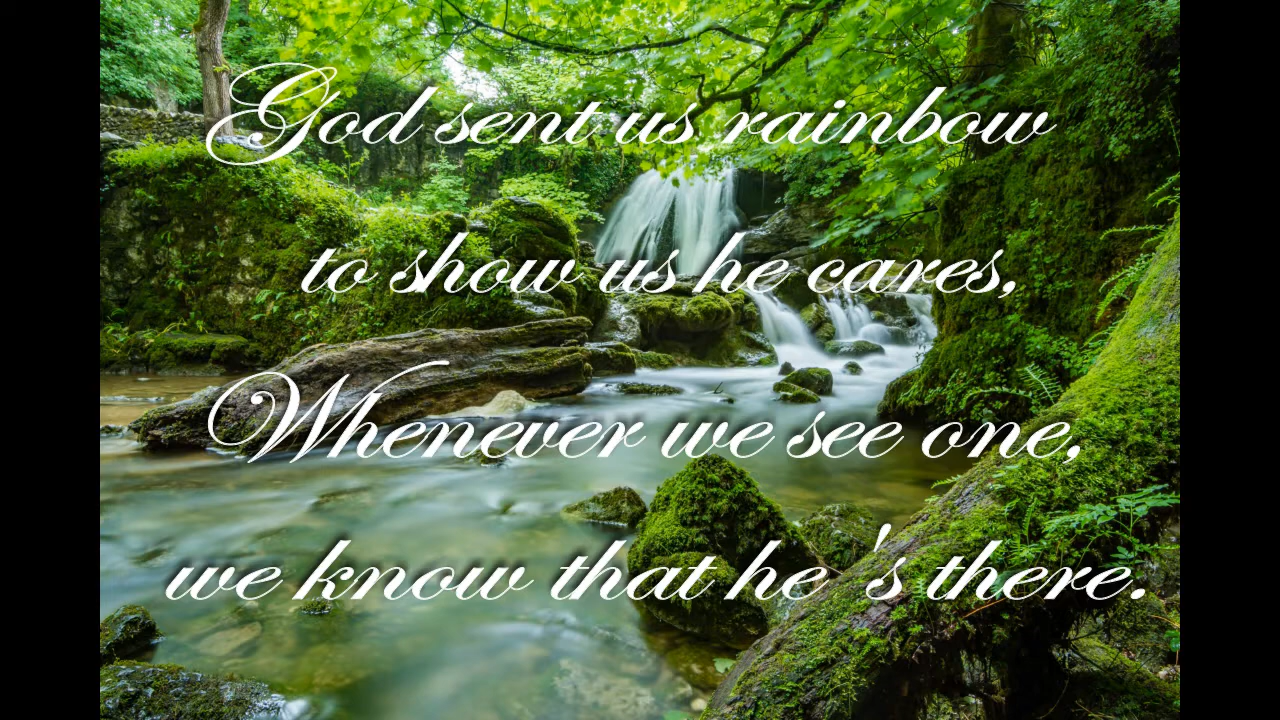 God sent us rainbow
to show us he cares,
Whenever we see one,
we know that he 's there.